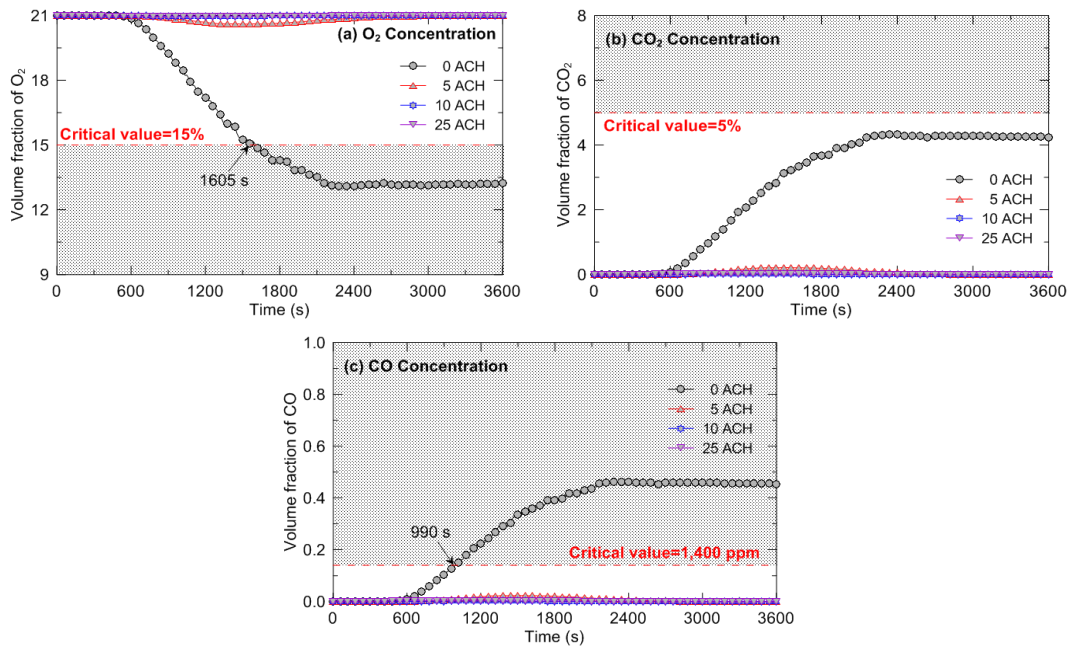 (a) O₂ Concentration
Volume fraction of O₂
21
18
15
12
9
0 ACH
5 ACH
10 ACH
25 ACH
Critical value=15%
1605 s
0 600 1200 1800 2400 3000 3600
Time (s)
(b) CO₂ Concentration
Volume fraction of CO₂
8
6
4
2
0
Critical value=5%
0 ACH
5 ACH
10 ACH
25 ACH
0 600 1200 1800 2400 3000 3600
Time (s)
(c) CO Concentration
Volume fraction of CO
1.0
0.8
0.6
0.4
0.2
0.0
0 ACH
5 ACH
10 ACH
25 ACH
990 s
Critical value=1,400 ppm
0 600 1200 1800 2400 3000 3600
Time (s)